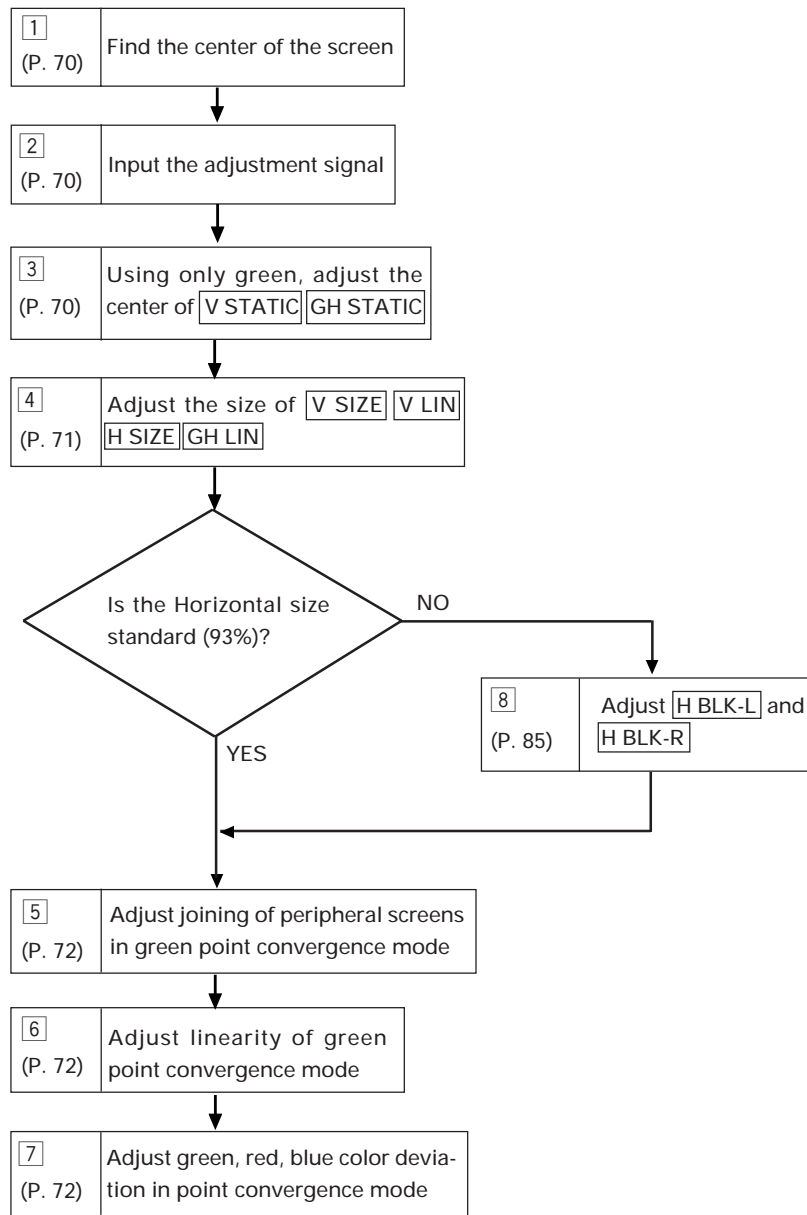 1
(P. 70)
Find the center of the screen
2
(P. 70)
Input the adjustment signal
3
(P. 70)
Using only green, adjust the
center of V STATIC GH STATIC
4
(P. 71)
Adjust the size of V SIZE V LIN
H SIZE GH LIN
Is the Horizontal size
standard (93%)?
NO
YES
8
(P. 85)
Adjust H BLK-L and
H BLK-R
5
(P. 72)
Adjust joining of peripheral screens
in green point convergence mode
6
(P. 72)
Adjust linearity of green
point convergence mode
7
(P. 72)
Adjust green, red, blue color devia-
tion in point convergence mode